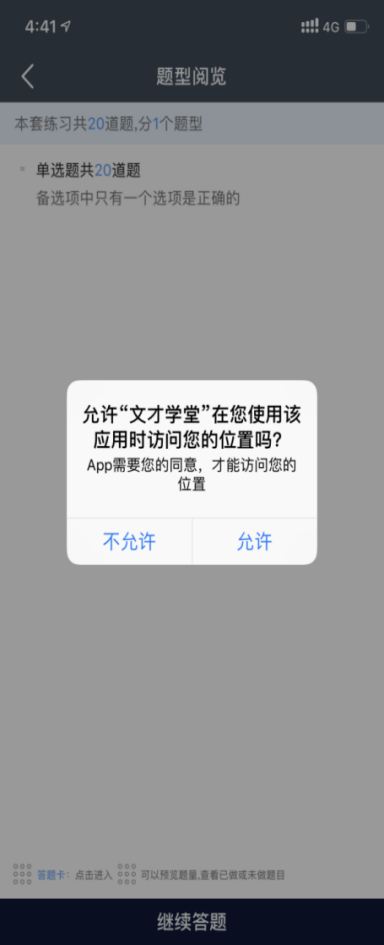 4:41
4G
题型阅览
本套练习共20道题,分1个题型
单选题共20道题
备选项中只有一个选项是正确的
允许“文才学堂”在您使用该
应用时访问您的位置吗？
App需要您的同意，才能访问您的
位置
不允许 允许
答题卡：点击进入 可以预览题量,查看已做或未做题目
继续答题